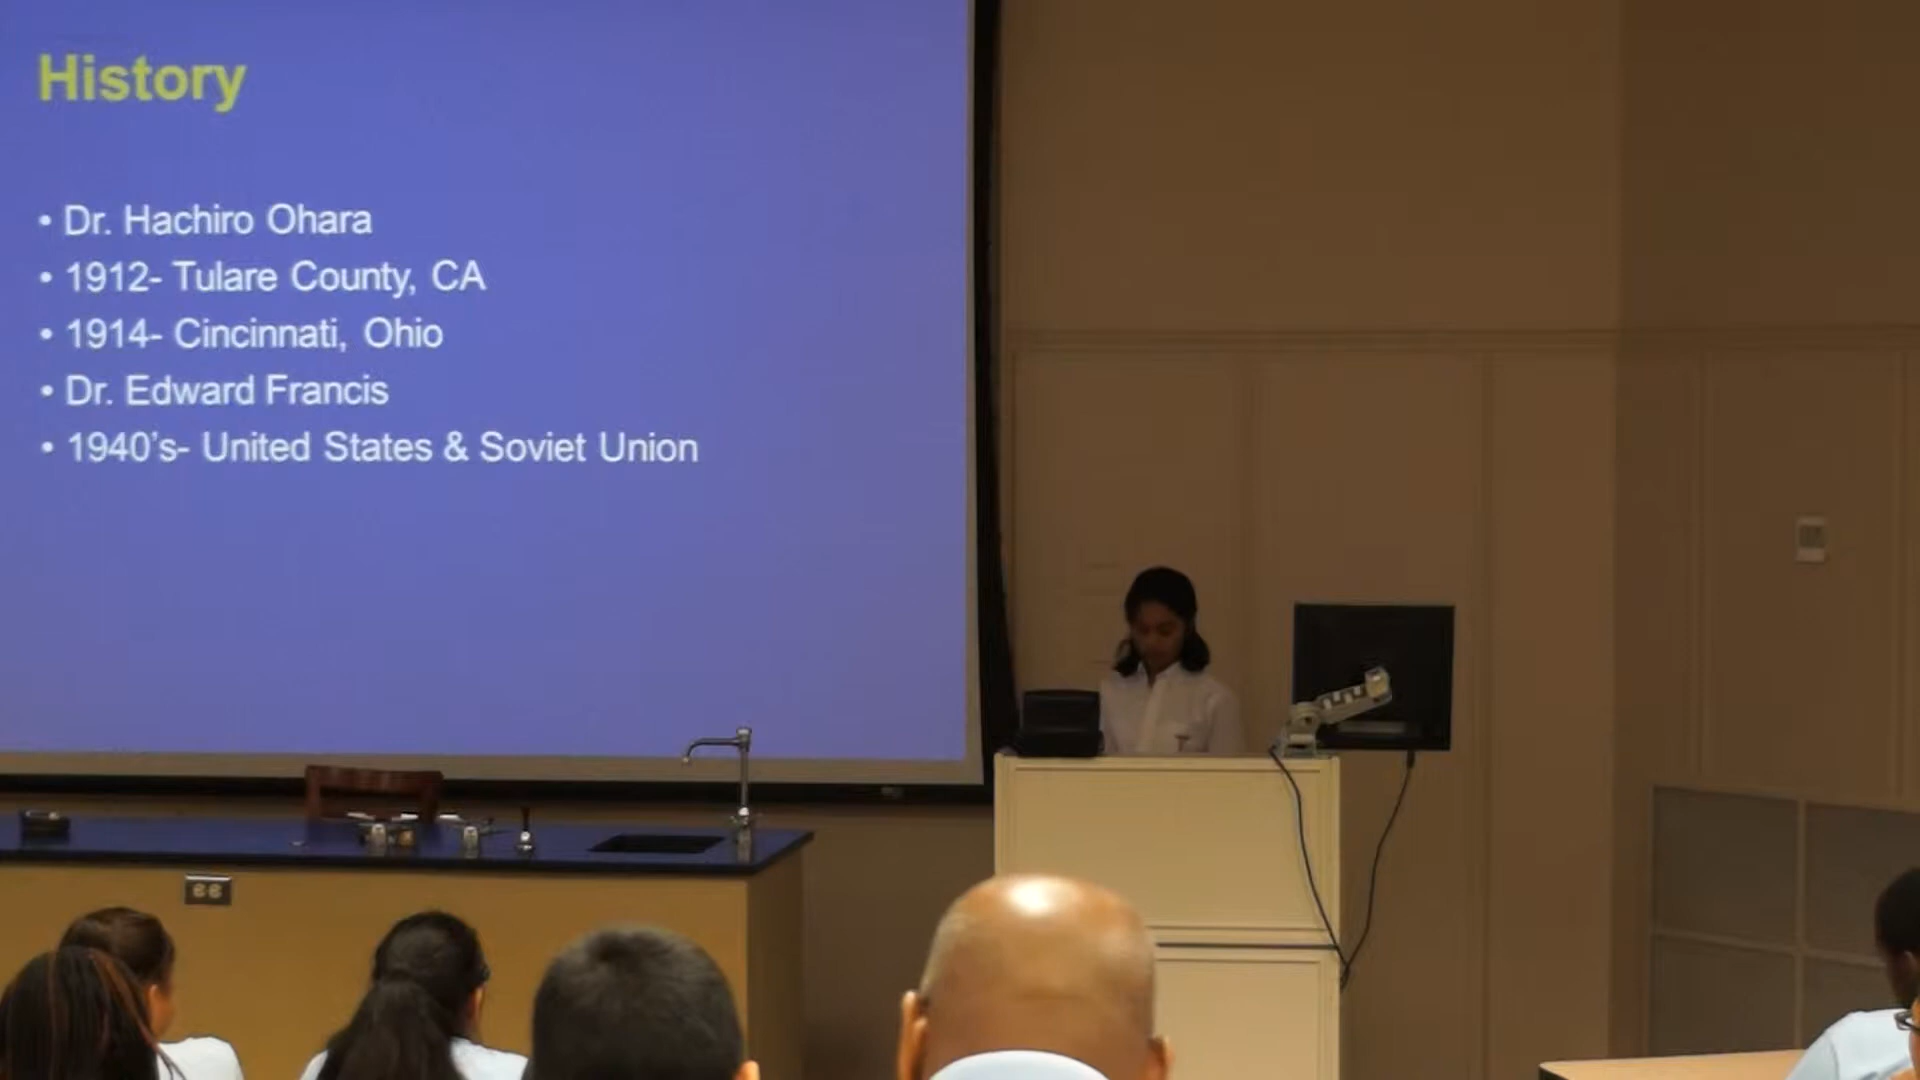 History
• Dr. Hachiro Ohara
• 1912- Tulare County, CA
• 1914- Cincinnati, Ohio
• Dr. Edward Francis
• 1940's- United States & Soviet Union